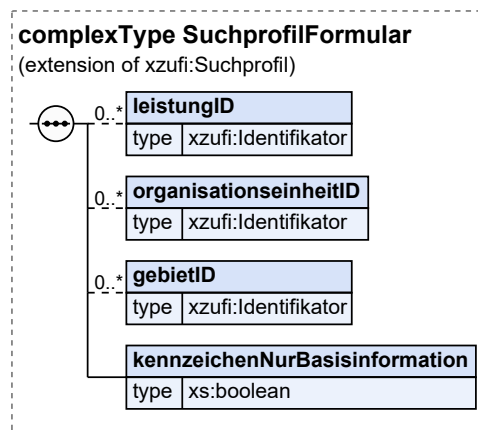 complexType SuchprofilFormular
(extension of xzufi:Suchprofil)
0..* leistungID
type xzufi:Identifikator
0..* organisationseinheitID
type xzufi:Identifikator
0..* gebietID
type xzufi:Identifikator
kennzeichenNurBasisinformation
type xs:boolean